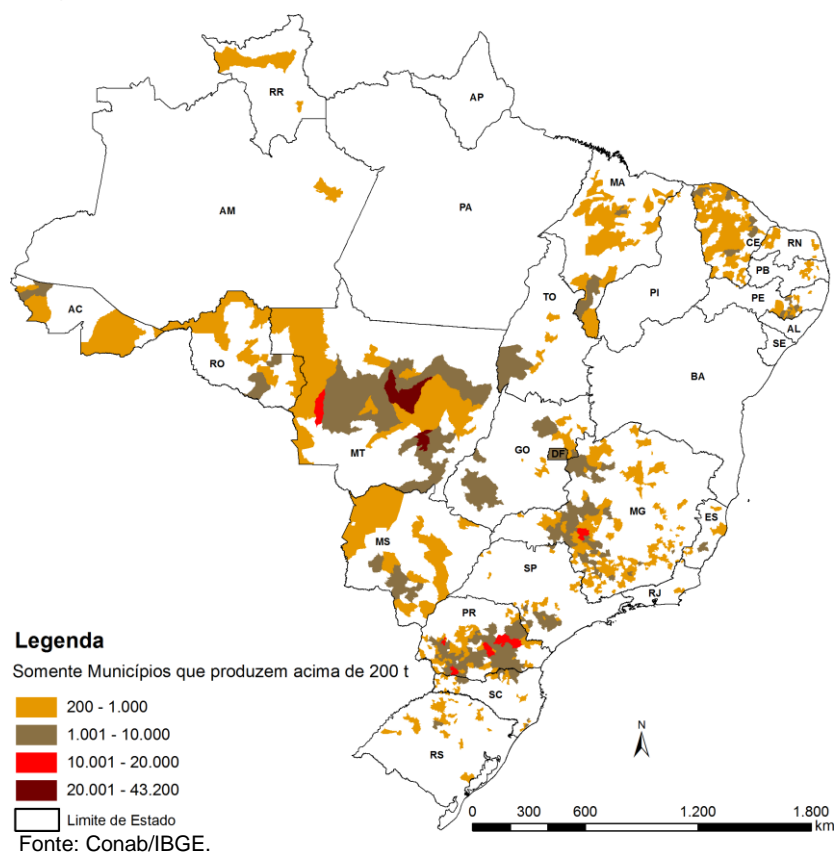 RR
AP
AM
PA
MA
CE
RN
PB
PE
AL
SE
PI
TO
AC
RO
BA
MT
GO
DF
MG
ES
MS
SP
RJ
PR
SC
RS
Legenda
Somente Municípios que produzem acima de 200 t
200 - 1.000
1.001 - 10.000
10.001 - 20.000
20.001 - 43.200
Limite de Estado
Fonte: Conab/IBGE.
N
0 300 600 1.200 1.800
km